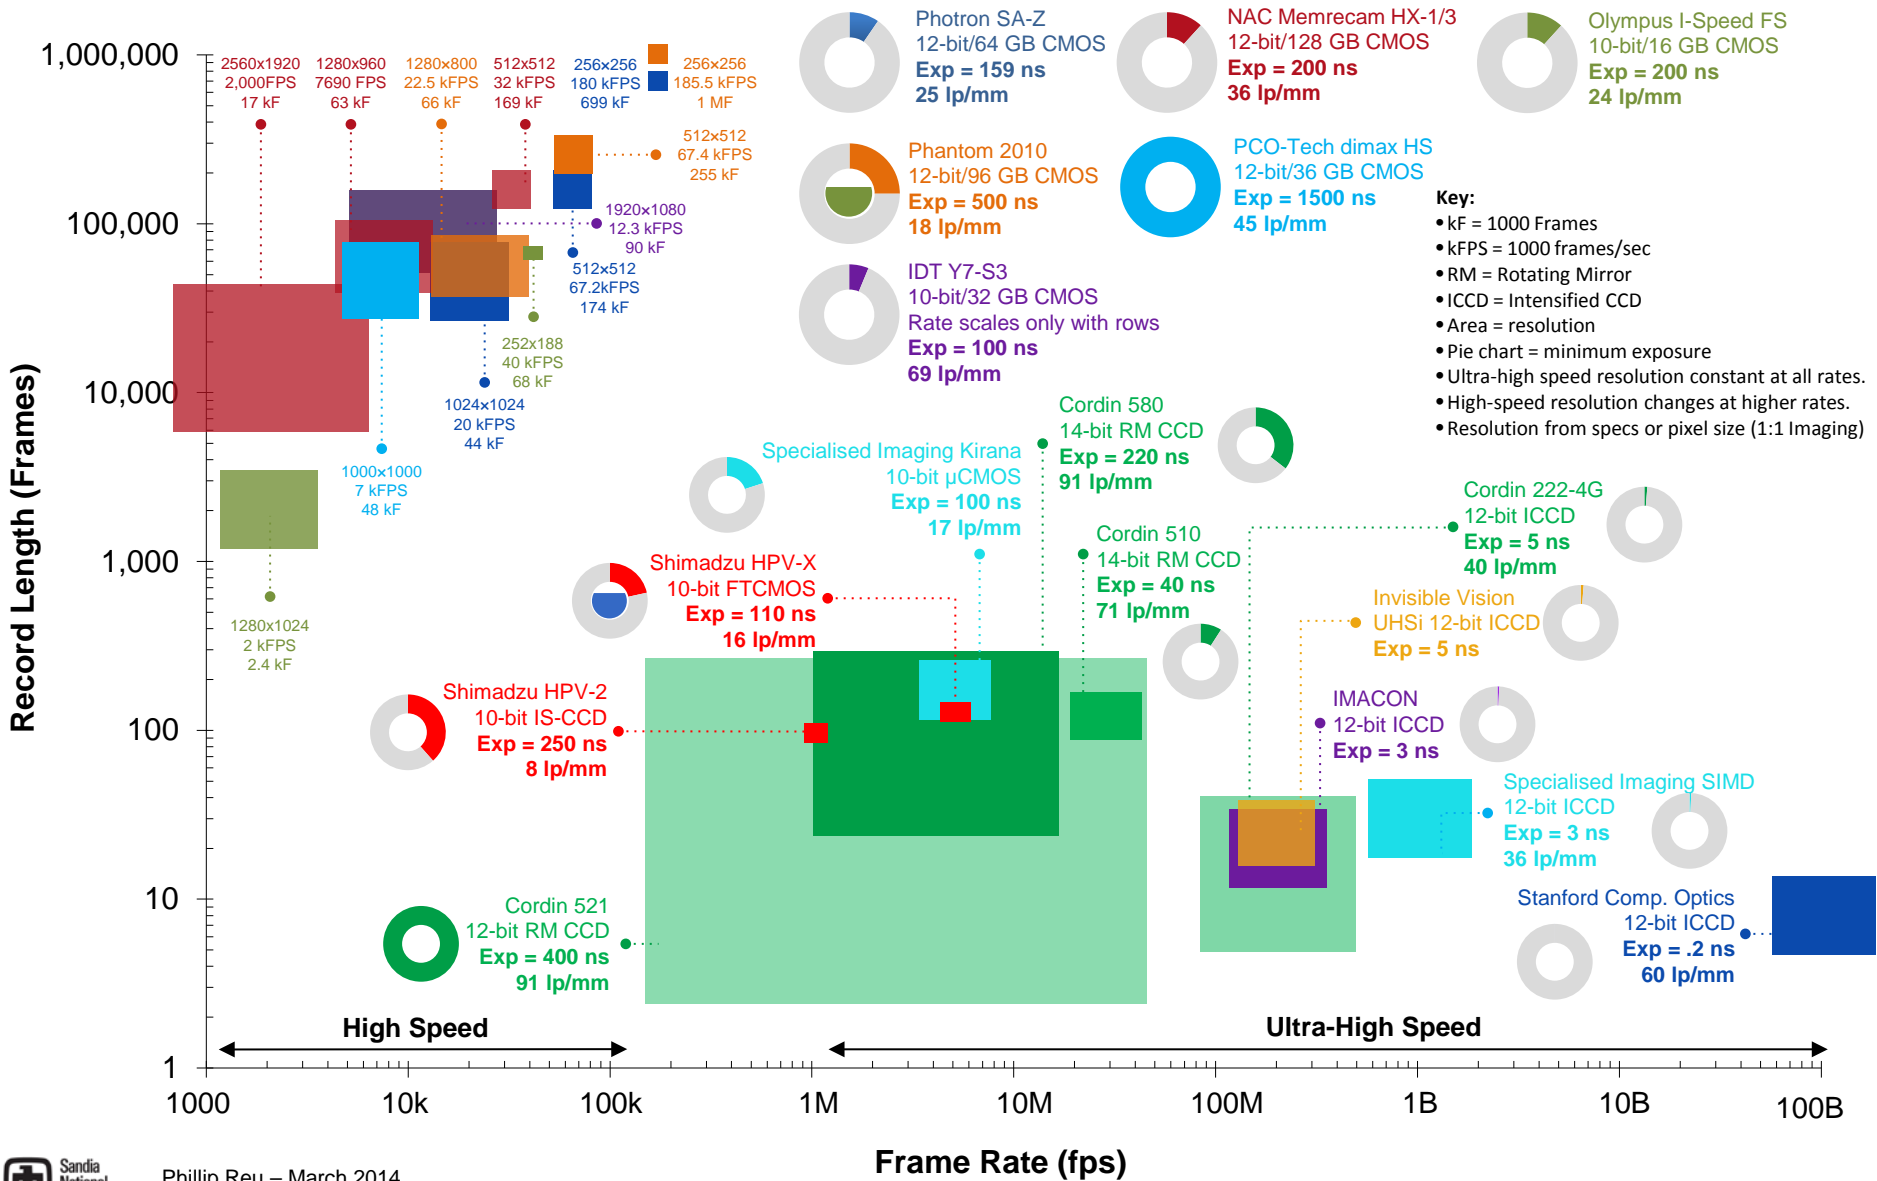 Photron SA-Z
12-bit/64 GB CMOS
Exp = 159 ns
25 lp/mm
NAC Memrecam HX-1/3
12-bit/128 GB CMOS
Exp = 200 ns
36 lp/mm
Olympus I-Speed FS
10-bit/16 GB CMOS
Exp = 200 ns
24 lp/mm
1,000,000
100,000
10,000
1,000
100
10
1
Record Length (Frames)
2560x1920
2,000FPS
17 kF
1280x960
7690 FPS
63 kF
1280×800
22.5 kFPS
66 kF
512x512
32 kFPS
169 kF
256×256
180 kFPS
699 kF
256×256
185.5 kFPS
1 MF
512×512
67.4 kFPS
255 kF
1920×1080
12.3 kFPS
90 kF
512×512
67.2kFPS
174 kF
252x188
40 kFPS
68 kF
1024×1024
20 kFPS
44 kF
1000×1000
7 kFPS
48 kF
1280x1024
2 kFPS
2.4 kF
Phantom 2010
12-bit/96 GB CMOS
Exp = 500 ns
18 lp/mm
PCO-Tech dimax HS
12-bit/36 GB CMOS
Exp = 1500 ns
45 lp/mm
IDT Y7-S3
10-bit/32 GB CMOS
Rate scales only with rows
Exp = 100 ns
69 lp/mm
Key:
• kF = 1000 Frames
• kFPS = 1000 frames/sec
• RM = Rotating Mirror
• ICCD = Intensified CCD
• Area = resolution
• Pie chart = minimum exposure
• Ultra-high speed resolution constant at all rates.
• High-speed resolution changes at higher rates.
• Resolution from specs or pixel size (1:1 Imaging)
Cordin 580
14-bit RM CCD
Exp = 220 ns
91 lp/mm
Specialised Imaging Kirana
10-bit µCMOS
Exp = 100 ns
17 lp/mm
Cordin 222-4G
12-bit ICCD
Exp = 5 ns
40 lp/mm
Cordin 510
14-bit RM CCD
Exp = 40 ns
71 lp/mm
Shimadzu HPV-X
10-bit FTCMOS
Exp = 110 ns
16 lp/mm
Invisible Vision
UHSi 12-bit ICCD
Exp = 5 ns
Shimadzu HPV-2
10-bit IS-CCD
Exp = 250 ns
8 lp/mm
IMACON
12-bit ICCD
Exp = 3 ns
Specialised Imaging SIMD
12-bit ICCD
Exp = 3 ns
36 lp/mm
Stanford Comp. Optics
12-bit ICCD
Exp = .2 ns
60 lp/mm
Cordin 521
12-bit RM CCD
Exp = 400 ns
91 lp/mm
High Speed
Ultra-High Speed
1000
10k
100k
1M
10M
100M
1B
10B
100B
Frame Rate (fps)
Sandia
National
Phillip Reu – March 2014